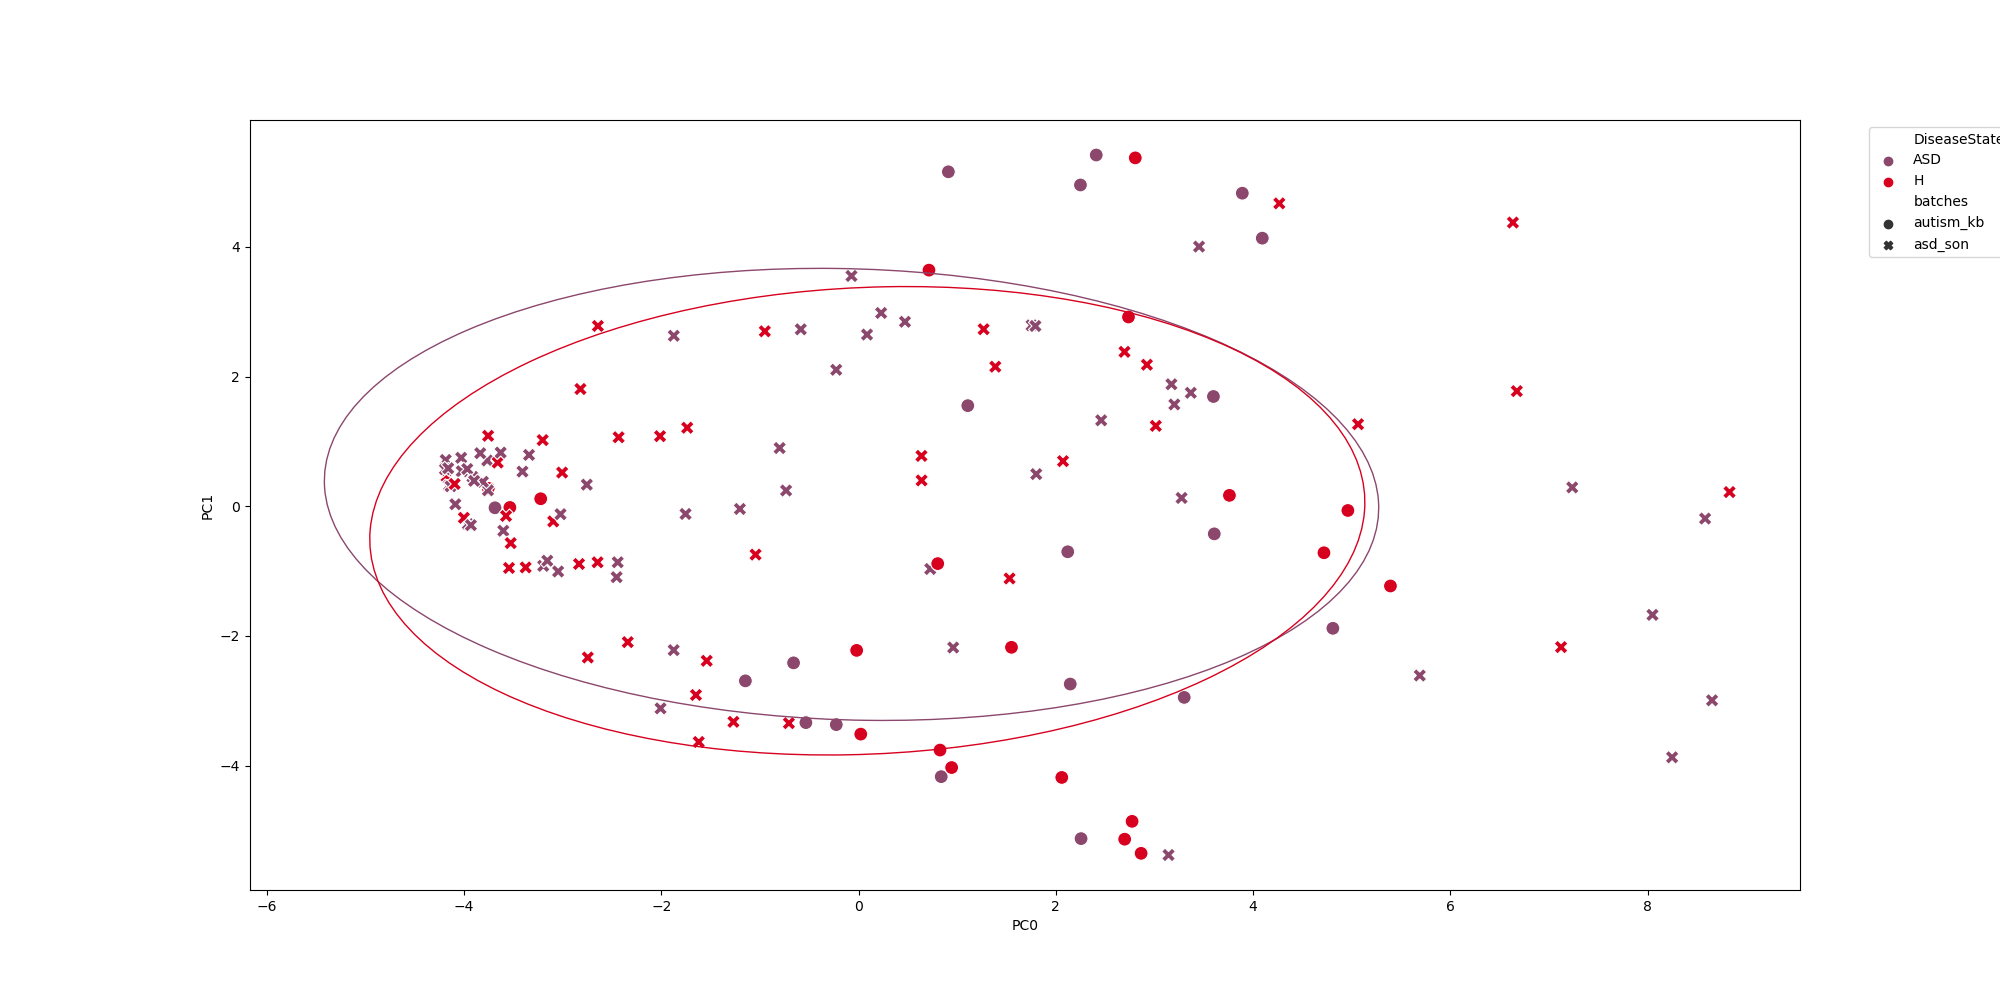 DiseaseState
ASD
H
batches
autism_kb
asd_son
4
2
0
−2
−4
PC1
−6
−4
−2
0
2
4
6
8
PC0